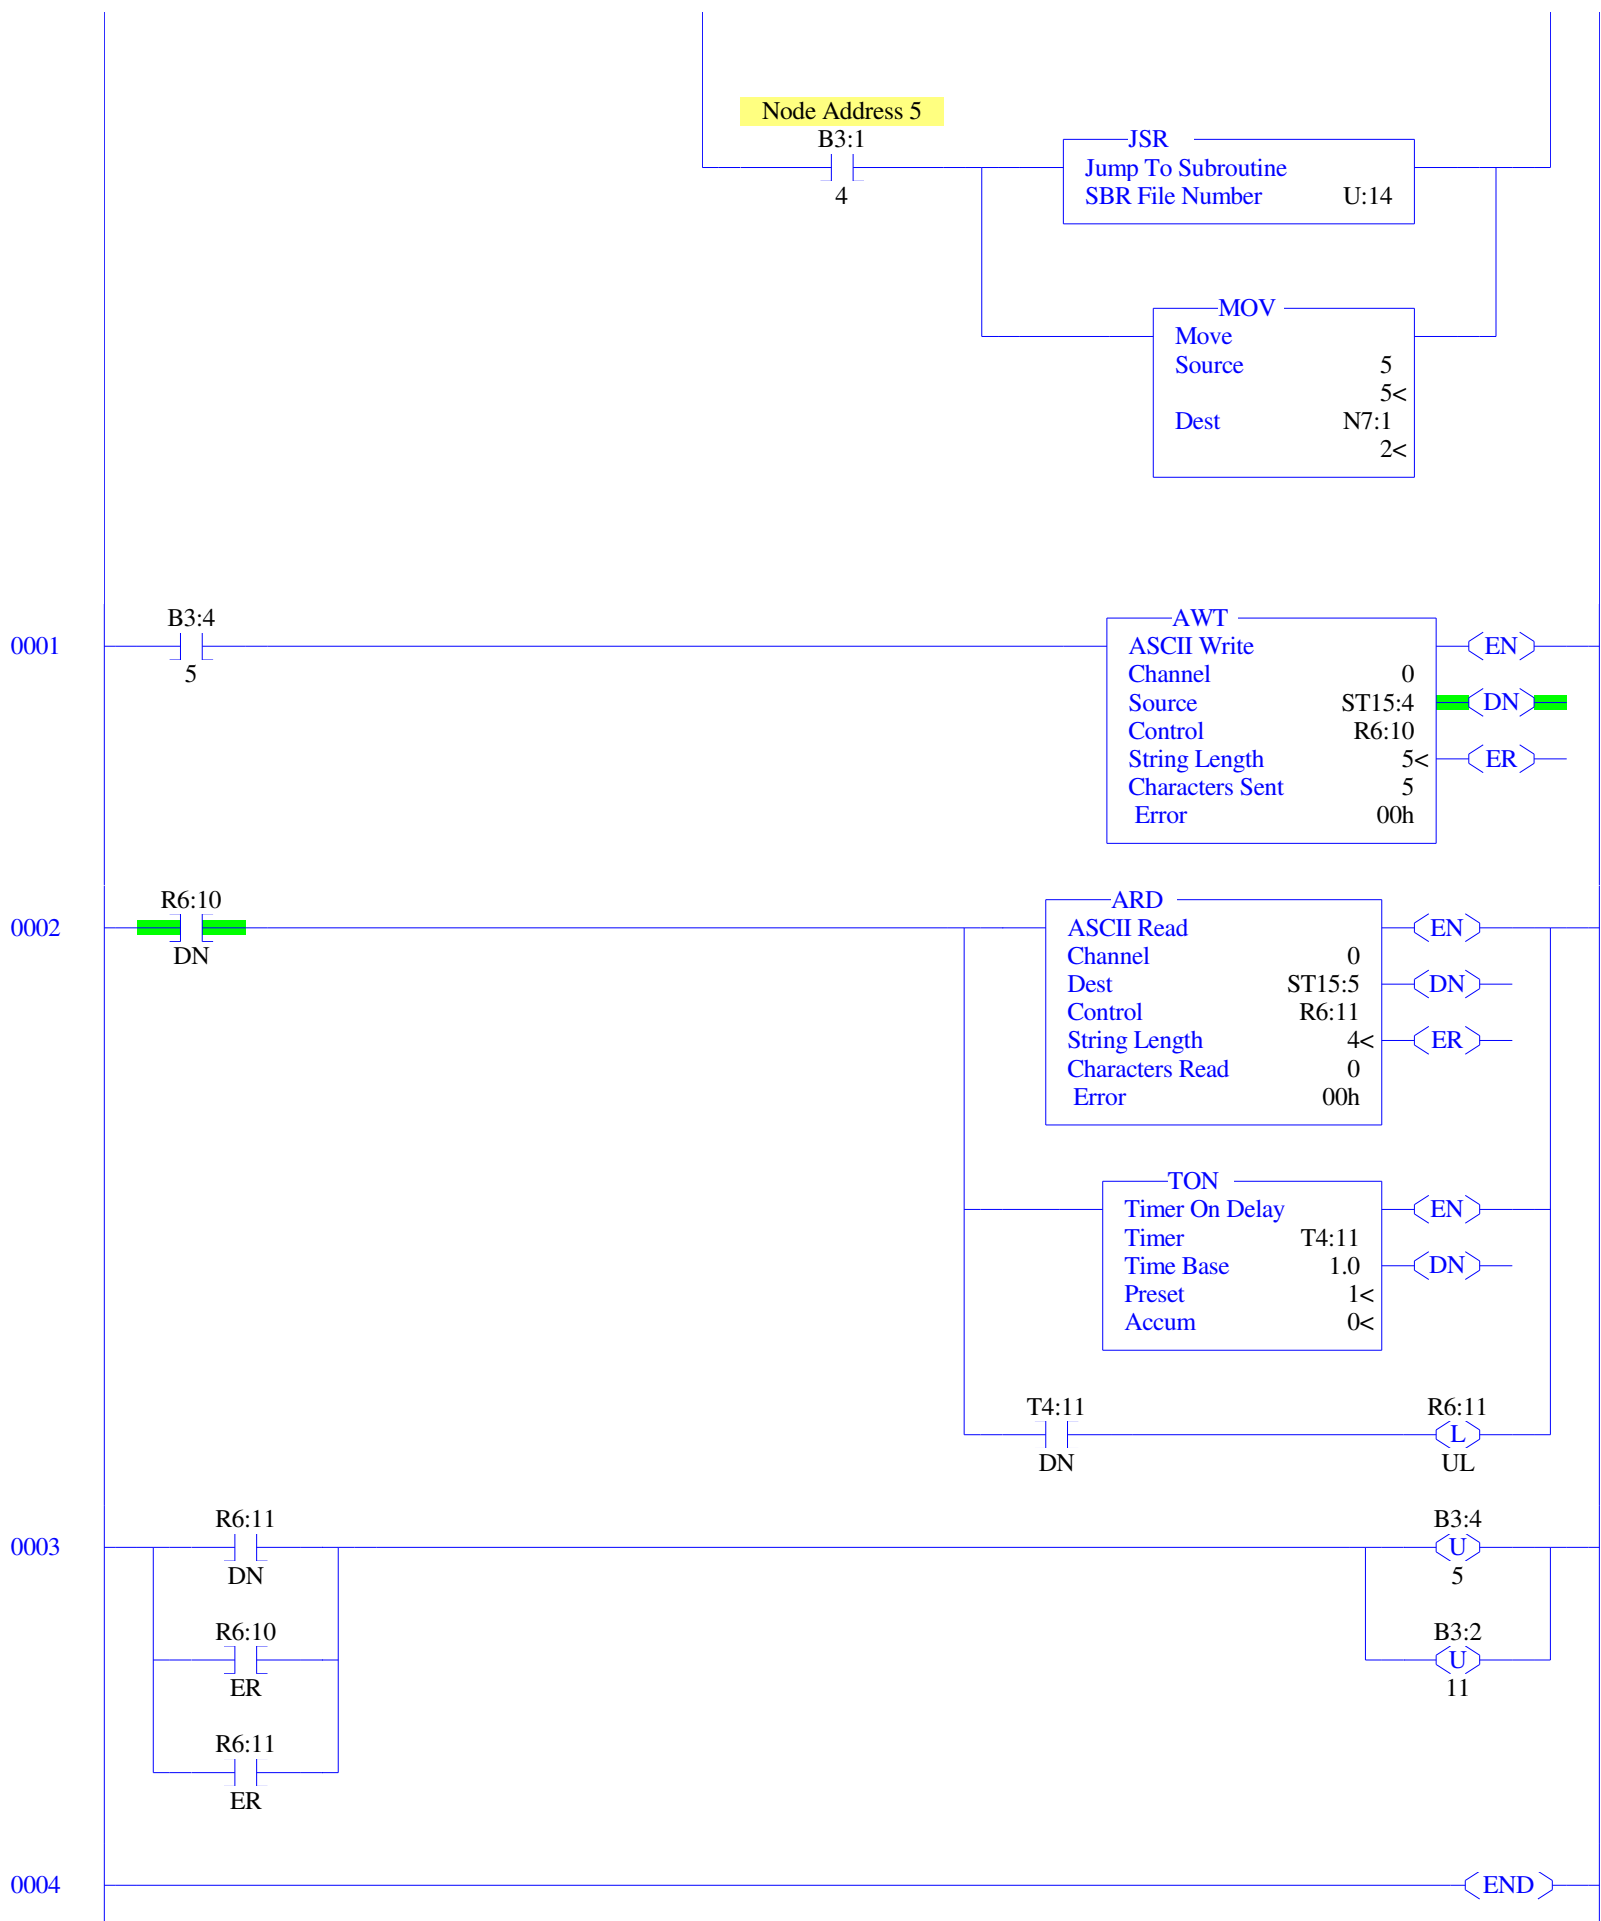 Node Address 5
B3:1
4
JSR
Jump To Subroutine
SBR File Number U:14
MOV
Move
Source 5
5<
Dest N7:1
2<
0001
B3:4
5
AWT
ASCII Write
Channel 0
Source ST15:4
Control R6:10
String Length 5<
Characters Sent 5
Error 00h
EN
DN
ER
0002
R6:10
DN
ARD
ASCII Read
Channel 0
Dest ST15:5
Control R6:11
String Length 4<
Characters Read 0
Error 00h
EN
DN
ER
TON
Timer On Delay
Timer T4:11
Time Base 1.0
Preset 1<
Accum 0<
EN
DN
T4:11
DN
R6:11
L
UL
0003
R6:11
DN
R6:10
ER
R6:11
ER
B3:4
U
5
B3:2
U
11
0004
END